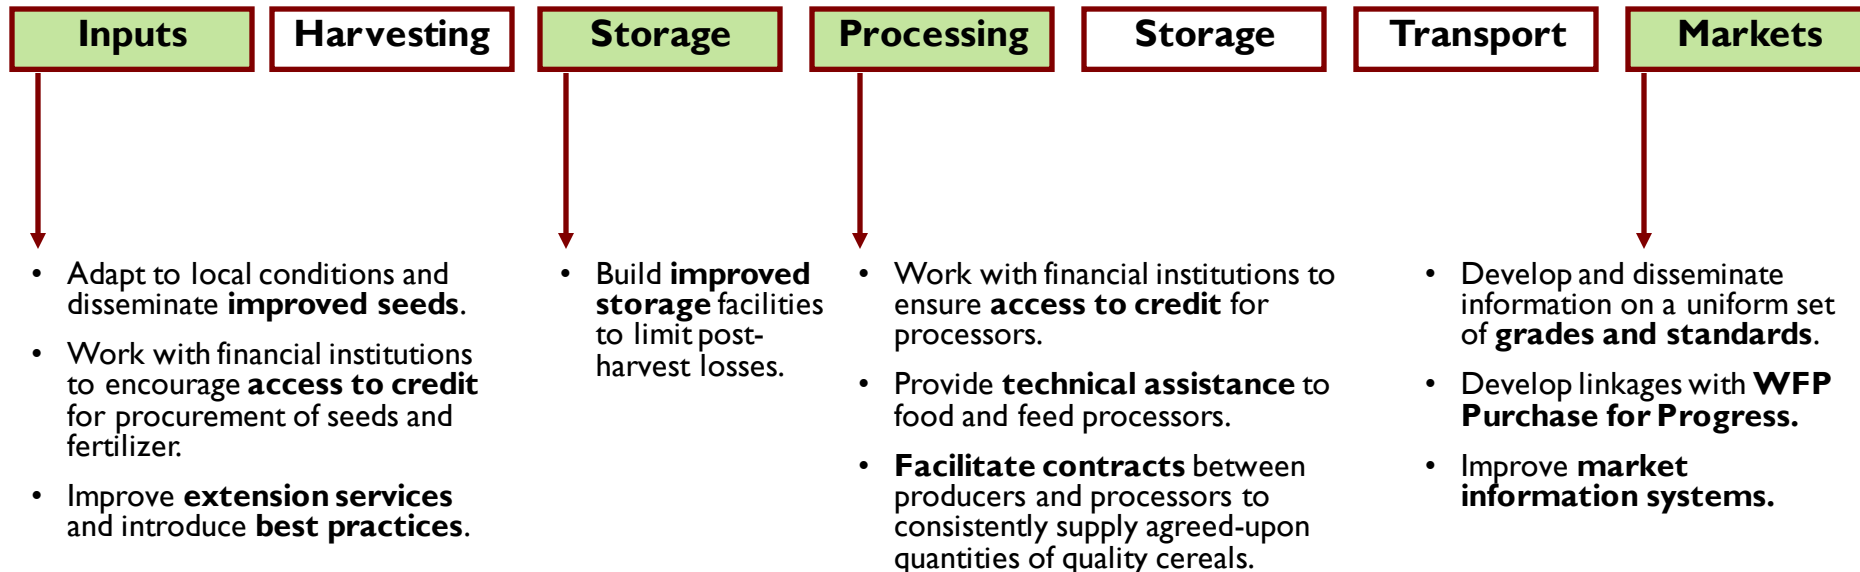 Inputs
Harvesting
Storage
Processing
Storage
Transport
Markets
• Adapt to local conditions and
disseminate improved seeds.
• Work with financial institutions
to encourage access to credit
for procurement of seeds and
fertilizer.
• Improve extension services
and introduce best practices.
• Build improved
storage facilities
to limit post-
harvest losses.
• Work with financial institutions to
ensure access to credit for
processors.
• Provide technical assistance to
food and feed processors.
• Facilitate contracts between
producers and processors to
consistently supply agreed-upon
quantities of quality cereals.
• Develop and disseminate
information on a uniform set
of grades and standards.
• Develop linkages with WFP
Purchase for Progress.
• Improve market
information systems.